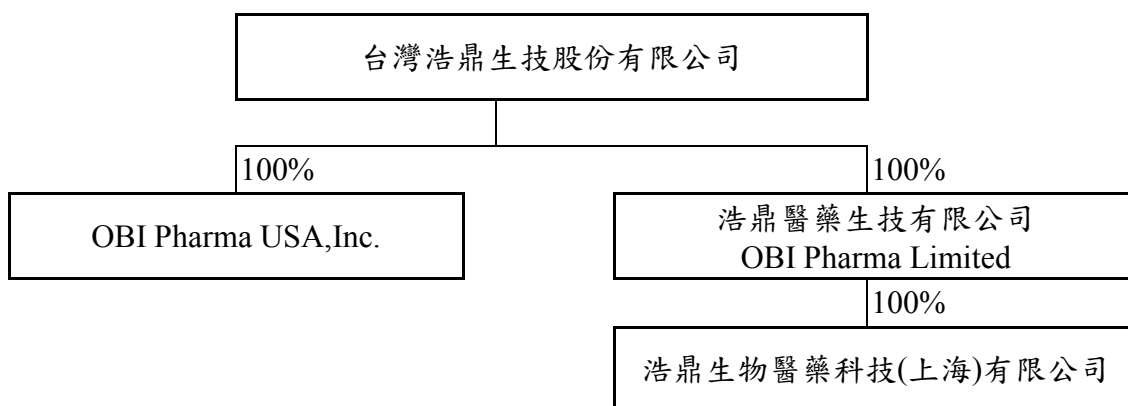 台灣浩鼎生技股份有限公司
100%
100%
OBI Pharma USA,Inc.
浩鼎醫藥生技有限公司
OBI Pharma Limited
100%
浩鼎生物醫藥科技(上海)有限公司